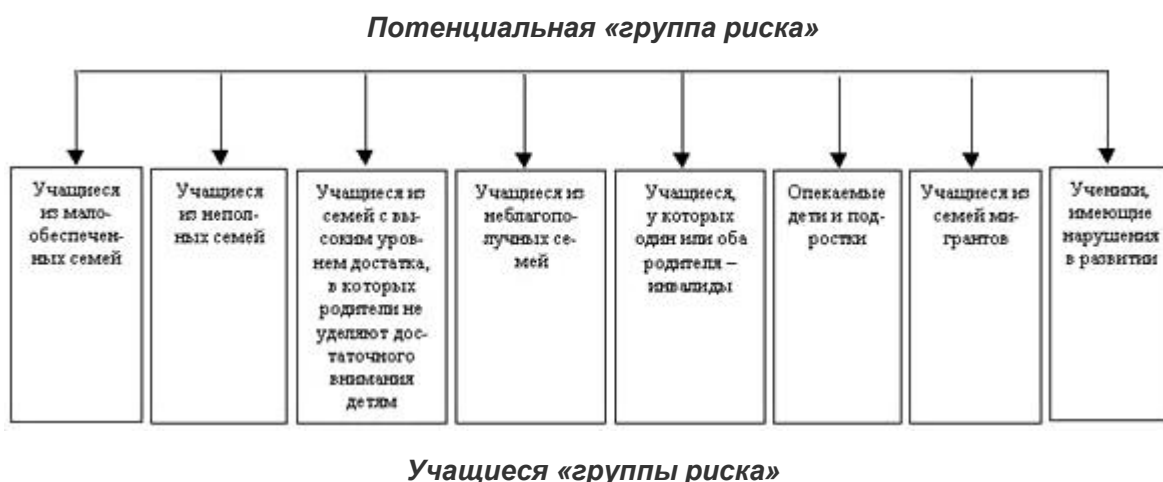 Потенциальная «группа риска»
Учащиеся
из мало-
обеспечен-
ных семей
Учащиеся
из непол-
ных семей
Учащиеся из
семей с вы-
соким уров-
нем достатка,
в которых
родители не
уделяют дос-
таточного
внимания
детям
Учащиеся из
неблагопо-
лучных се-
мей
Учащиеся,
у которых
один или оба
родителя –
инвалиды
Опекаемые
дети и под-
ростки
Учащиеся из
семей ми-
грантов
Ученики,
имеющие
нарушения
в развитии
Учащиеся «группы риска»